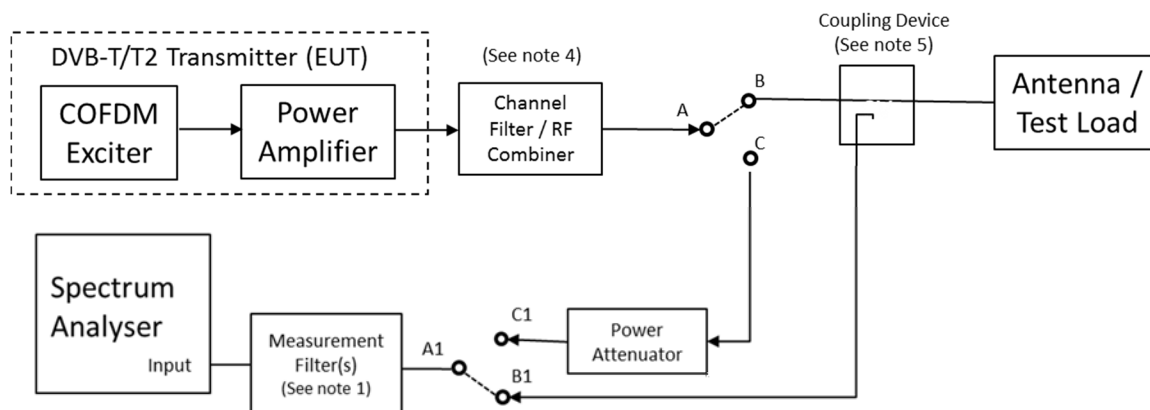 Coupling Device
(See note 5)
DVB-T/T2 Transmitter (EUT)
(See note 4)
COFDM
Exciter
Power
Amplifier
Channel
Filter / RF
Combiner
A
B
C
Antenna /
Test Load
Spectrum
Analyser
Input
Measurement
Filter(s)
(See note 1)
A1
C1
B1
Power
Attenuator